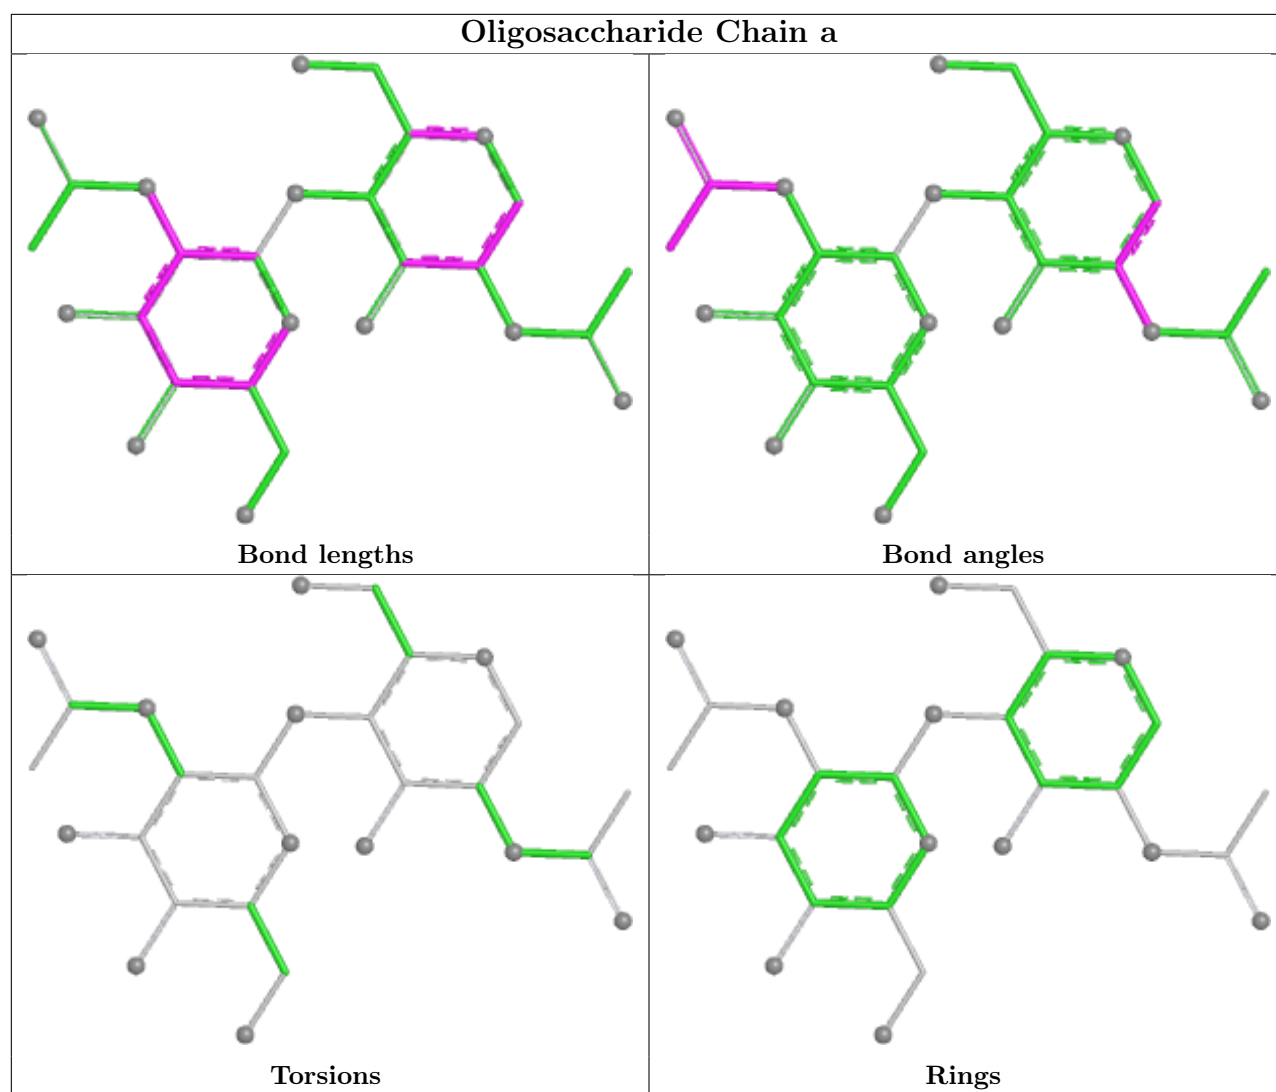 Oligosaccharide Chain a
Bond lengths
Bond angles
Torsions
Rings